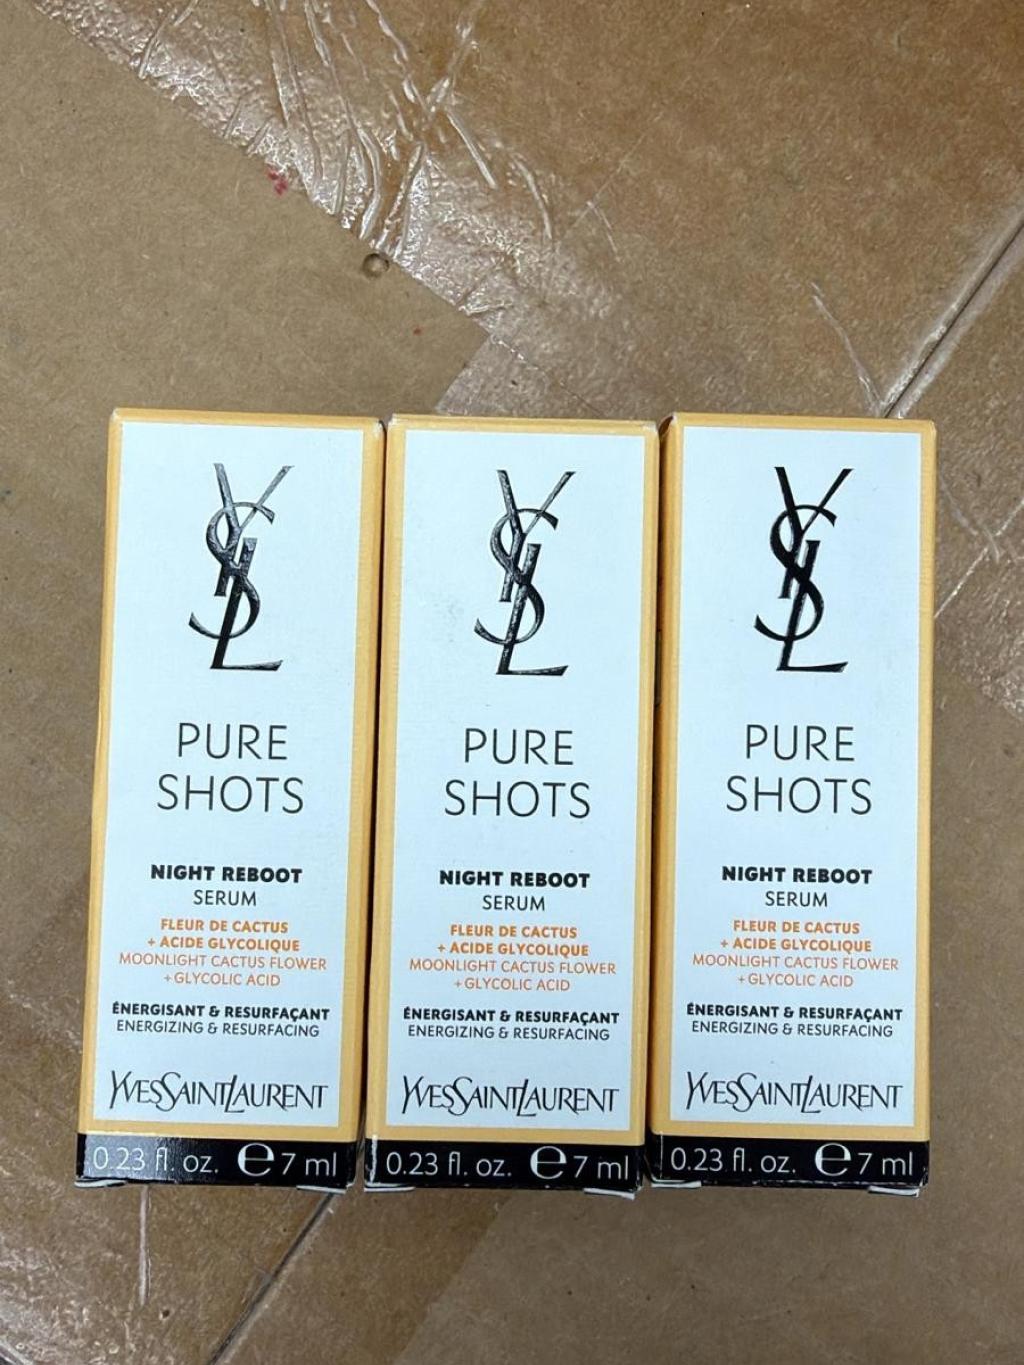 YSL
PURE
SHOTS
NIGHT REBOOT
SERUM
FLEUR DE CACTUS
+ ACIDE GLYCOLIQUE
MOONLIGHT CACTUS FLOWER
+ GLYCOLIC ACID
ÉNERGISANT & RESURFAÇANT
ENERGIZING & RESURFACING
YVESSAINTLAURENT
0.23 fl. oz. ℮ 7 ml
YSL
PURE
SHOTS
NIGHT REBOOT
SERUM
FLEUR DE CACTUS
+ ACIDE GLYCOLIQUE
MOONLIGHT CACTUS FLOWER
+ GLYCOLIC ACID
ÉNERGISANT & RESURFAÇANT
ENERGIZING & RESURFACING
YVESSAINTLAURENT
0.23 fl. oz. ℮ 7 ml
YSL
PURE
SHOTS
NIGHT REBOOT
SERUM
FLEUR DE CACTUS
+ ACIDE GLYCOLIQUE
MOONLIGHT CACTUS FLOWER
+ GLYCOLIC ACID
ÉNERGISANT & RESURFAÇANT
ENERGIZING & RESURFACING
YVESSAINTLAURENT
0.23 fl. oz. ℮ 7 ml